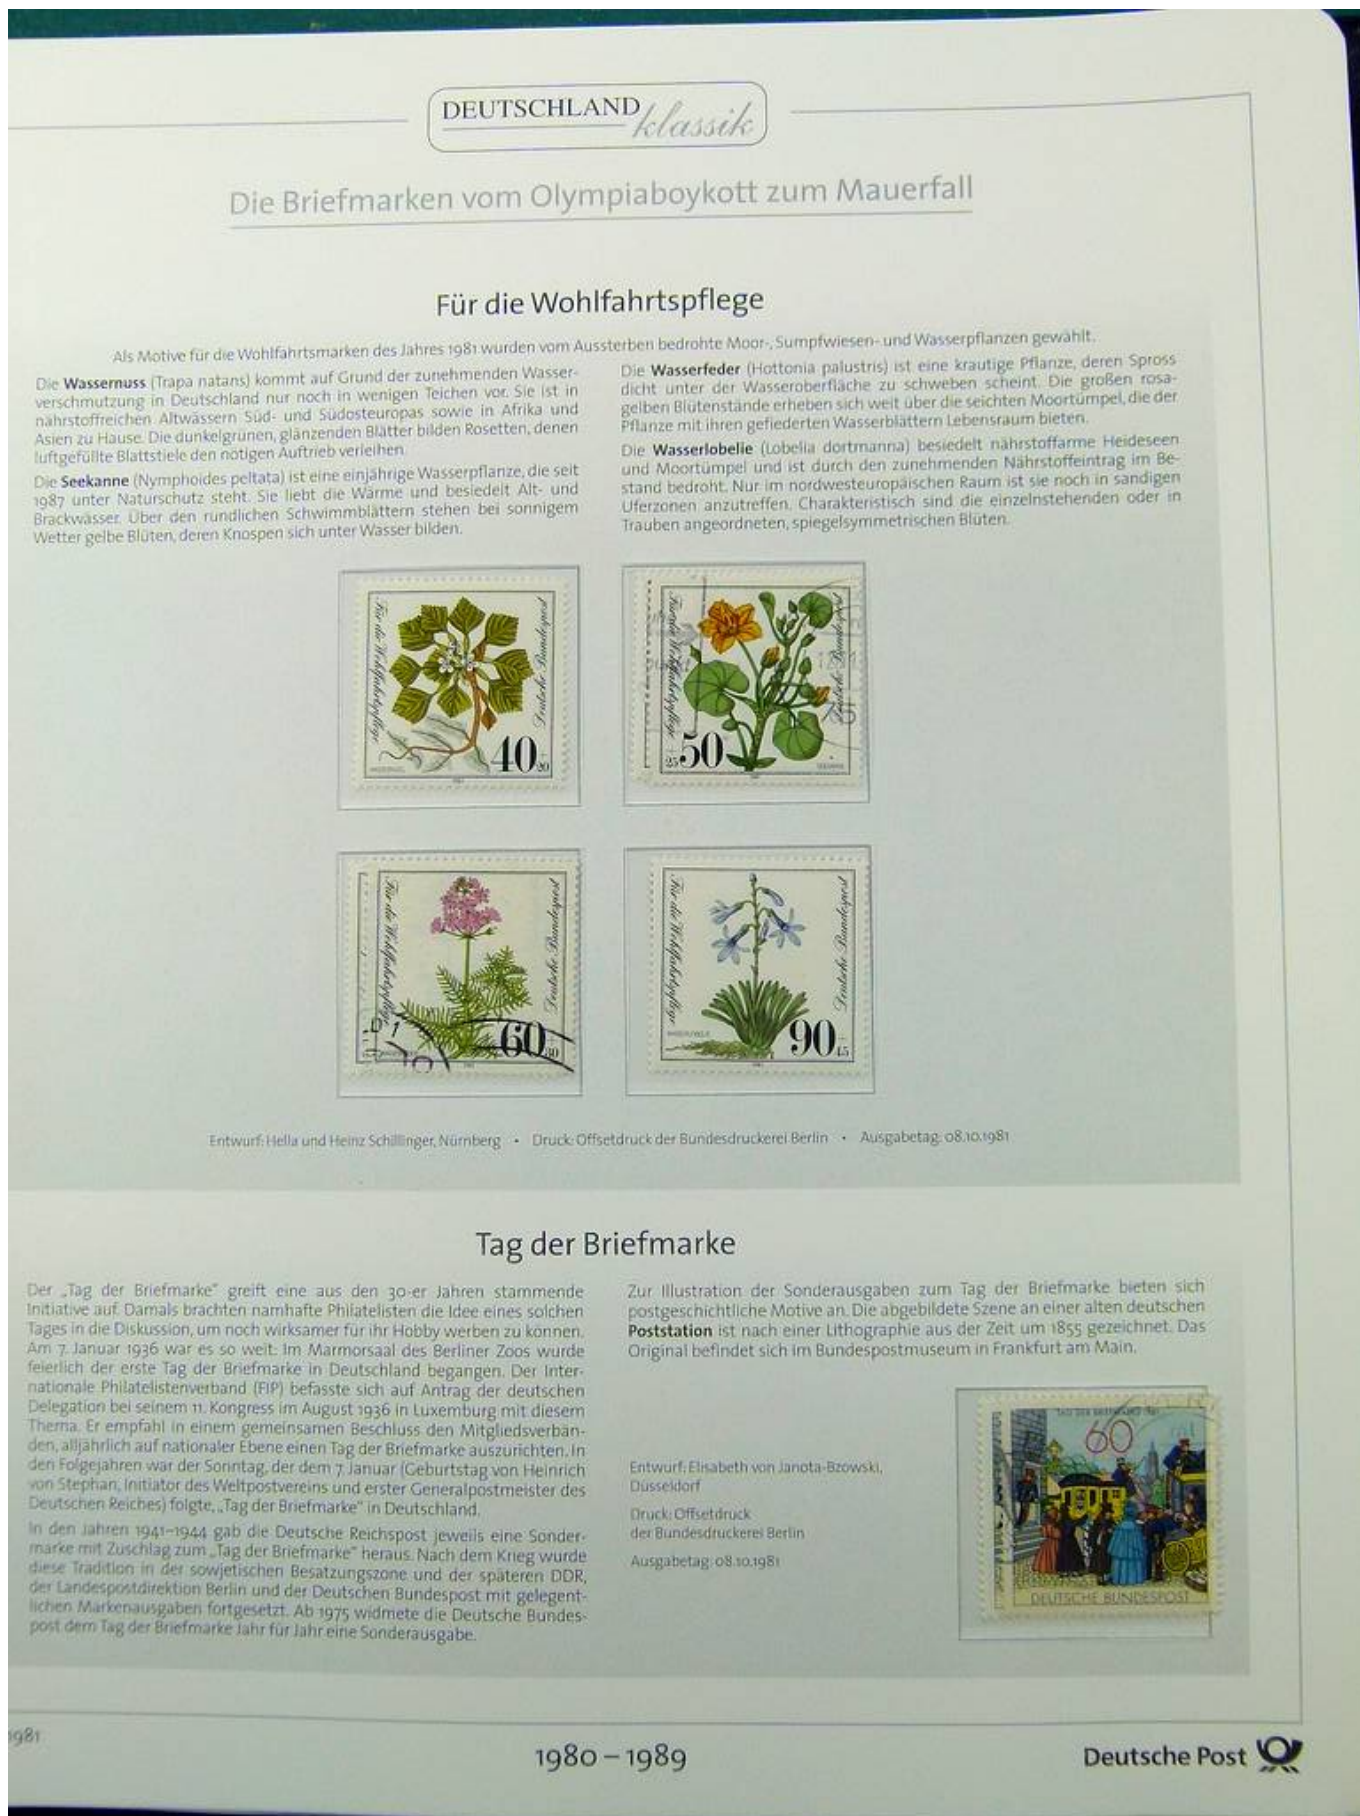 DEUTSCHLAND
klassik
Die Briefmarken vom Olympiaboykott zum Mauerfall
Für die Wohlfahrtspflege
Als Motive für die Wohlfahrtsmarken des Jahres 1981 wurden vom Aussterben bedrohte Moor-, Sumpfwiesen- und Wasserpflanzen gewählt.
Die Wassernuss (Trapa natans) kommt auf Grund der zunehmenden Wasser-
verschmutzung in Deutschland nur noch in wenigen Teichen vor. Sie ist in
nährstoffreichen Altwässern Süd- und Südosteuropas sowie in Afrika und
Asien zu Hause. Die dunkelgrünen, glänzenden Blätter bilden Rosetten, denen
luftgefüllte Blattstiele den nötigen Auftrieb verleihen.
Die Seekanne (Nymphoides peltata) ist eine einjährige Wasserpflanze, die seit
1987 unter Naturschutz steht. Sie liebt die Wärme und besiedelt Alt- und
Brackwässer. Über den rundlichen Schwimmblättern stehen bei sonnigem
Wetter gelbe Blüten, deren Knospen sich unter Wasser bilden.
Die Wasserfeder (Hottonia palustris) ist eine krautige Pflanze, deren Spross
dicht unter der Wasseroberfläche zu schweben scheint. Die großen rosa-
gelben Blütenstände erheben sich weit über die seichten Moortümpel, die der
Pflanze mit ihren gefiederten Wasserblättern Lebensraum bieten.
Die Wasserlobelie (Lobelia dortmanna) besiedelt nährstoffarme Heideseen
und Moortümpel und ist durch den zunehmenden Nährstoffeintrag im Be-
stand bedroht. Nur im nordwesteuropäischen Raum ist sie noch in sandigen
Uferzonen anzutreffen. Charakteristisch sind die einzelnstehenden oder in
Trauben angeordneten, spiegelsymmetrischen Blüten.
Für die Wohlfahrtspflege
Deutsche Bundespost
40
+20
Für die Wohlfahrtspflege
Deutsche Bundespost
+25
50
Für die Wohlfahrtspflege
Deutsche Bundespost
60
+30
Für die Wohlfahrtspflege
Deutsche Bundespost
90
+45
Entwurf: Hella und Heinz Schillinger, Nürnberg • Druck: Offsetdruck der Bundesdruckerei Berlin • Ausgabetag: 08.10.1981
Tag der Briefmarke
Der „Tag der Briefmarke" greift eine aus den 30-er Jahren stammende
Initiative auf. Damals brachten namhafte Philatelisten die Idee eines solchen
Tages in die Diskussion, um noch wirksamer für ihr Hobby werben zu können.
Am 7. Januar 1936 war es so weit: Im Marmorsaal des Berliner Zoos wurde
feierlich der erste Tag der Briefmarke in Deutschland begangen. Der Inter-
nationale Philatelistenverband (FIP) befasste sich auf Antrag der deutschen
Delegation bei seinem 11. Kongress im August 1936 in Luxemburg mit diesem
Thema. Er empfahl in einem gemeinsamen Beschluss den Mitgliedsverbän-
den, alljährlich auf nationaler Ebene einen Tag der Briefmarke auszurichten. In
den Folgejahren war der Sonntag, der dem 7. Januar (Geburtstag von Heinrich
von Stephan, Initiator des Weltpostvereins und erster Generalpostmeister des
Deutschen Reiches) folgte, „Tag der Briefmarke" in Deutschland.
In den Jahren 1941–1944 gab die Deutsche Reichspost jeweils eine Sonder-
marke mit Zuschlag zum „Tag der Briefmarke" heraus. Nach dem Krieg wurde
diese Tradition in der sowjetischen Besatzungszone und der späteren DDR,
der Landespostdirektion Berlin und der Deutschen Bundespost mit gelegent-
lichen Markenausgaben fortgesetzt. Ab 1975 widmete die Deutsche Bundes-
post dem Tag der Briefmarke Jahr für Jahr eine Sonderausgabe.
Zur Illustration der Sonderausgaben zum Tag der Briefmarke bieten sich
postgeschichtliche Motive an. Die abgebildete Szene an einer alten deutschen
Poststation ist nach einer Lithographie aus der Zeit um 1855 gezeichnet. Das
Original befindet sich im Bundespostmuseum in Frankfurt am Main.
Entwurf: Elisabeth von Janota-Bzowski,
Düsseldorf
Druck: Offsetdruck
der Bundesdruckerei Berlin
Ausgabetag: 08.10.1981
TAG DER BRIEFMARKE 1981
60
DEUTSCHE BUNDESPOST
1981
1980 – 1989
Deutsche Post